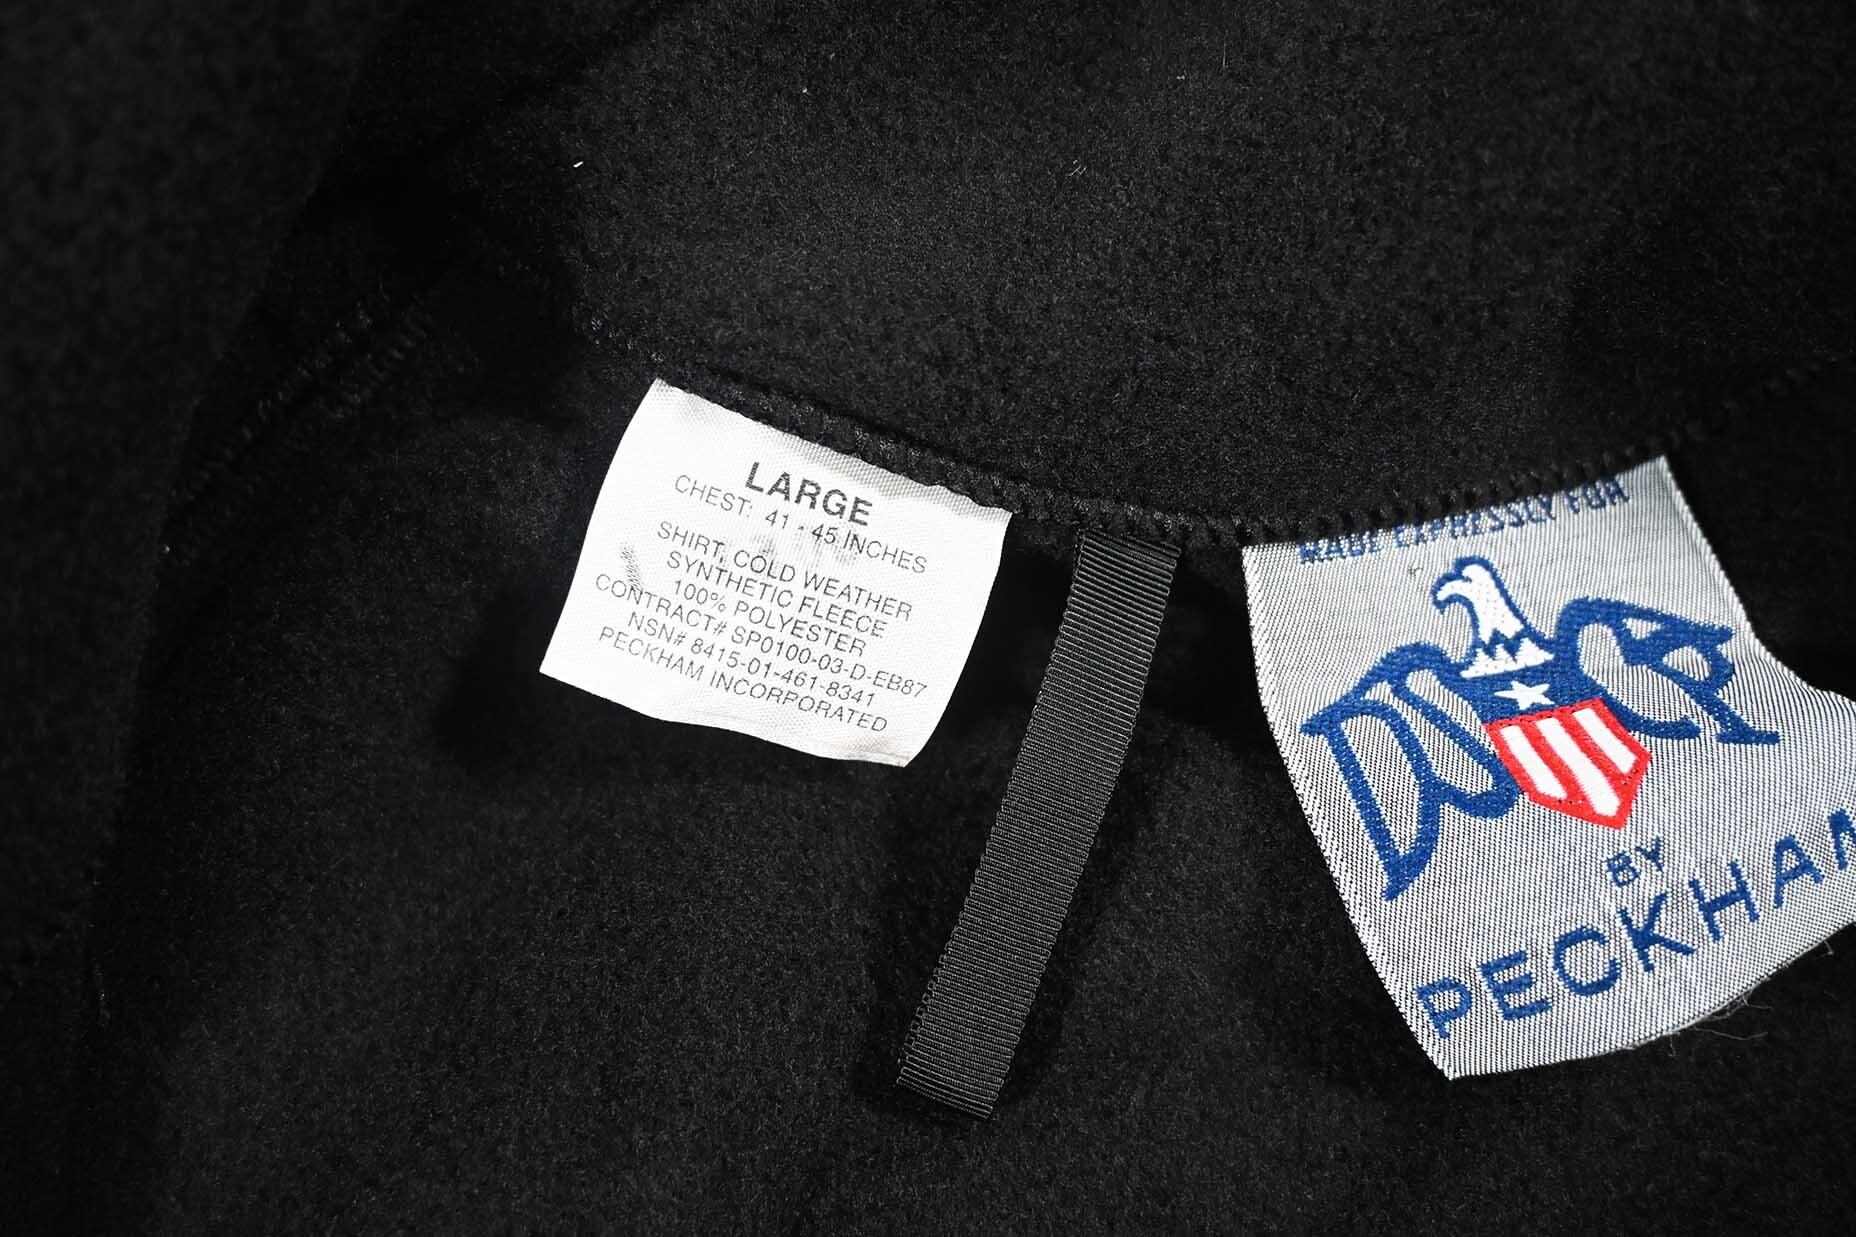 LARGE
CHEST: 41 - 45 INCHES
SHIRT, COLD WEATHER
SYNTHETIC FLEECE
100% POLYESTER
CONTRACT# SP0100-03-D-EB87
NSN# 8415-01-461-8341
PECKHAM INCORPORATED
MADE EXPRESSLY FOR
DSCP
BY
PECKHAM